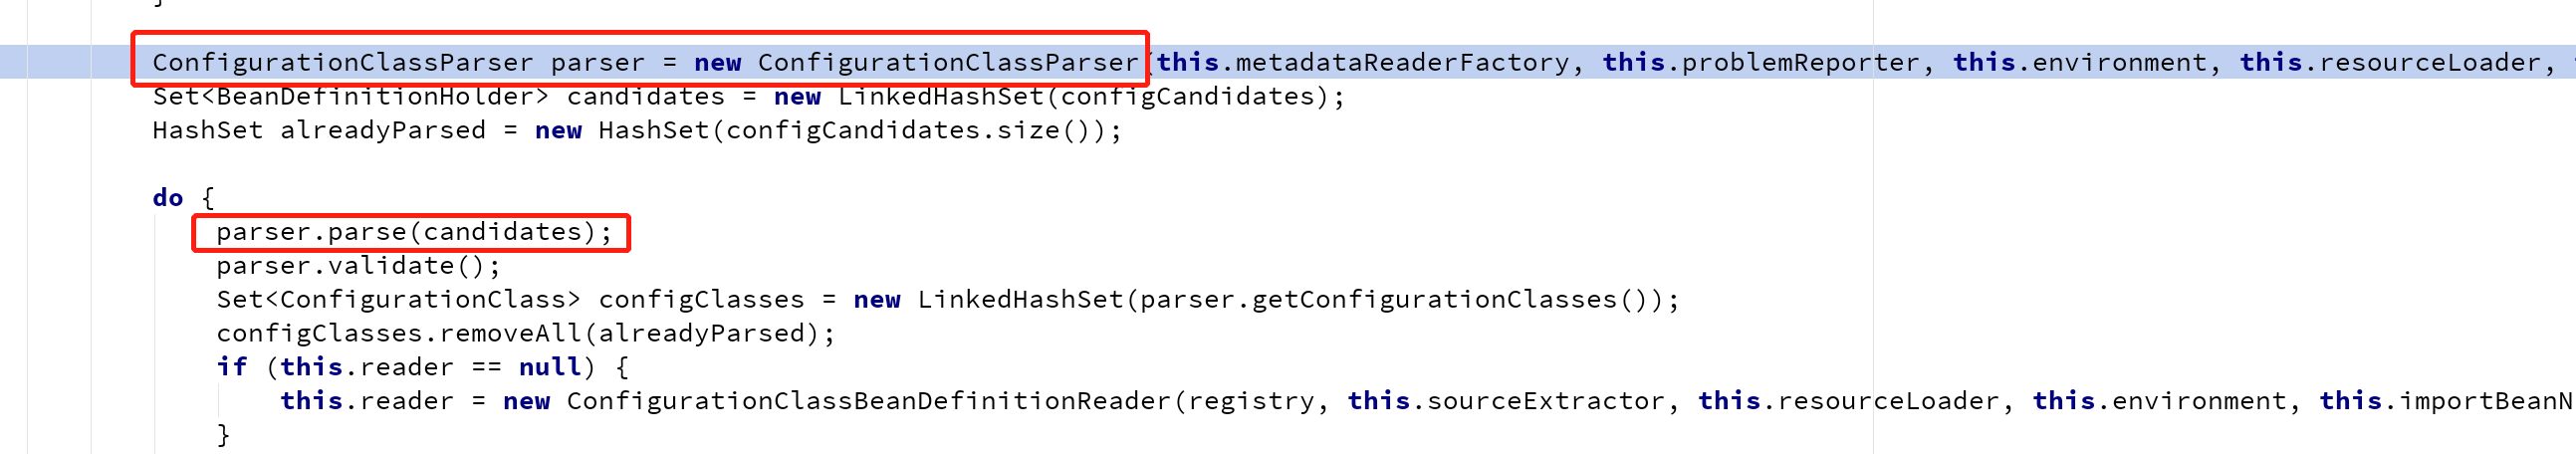 }
ConfigurationClassParser parser = new ConfigurationClassParser(this.metadataReaderFactory, this.problemReporter, this.environment, this.resourceLoader,
Set<BeanDefinitionHolder> candidates = new LinkedHashSet(configCandidates);
HashSet alreadyParsed = new HashSet(configCandidates.size());
do {
parser.parse(candidates);
parser.validate();
Set<ConfigurationClass> configClasses = new LinkedHashSet(parser.getConfigurationClasses());
configClasses.removeAll(alreadyParsed);
if (this.reader == null) {
this.reader = new ConfigurationClassBeanDefinitionReader(registry, this.sourceExtractor, this.resourceLoader, this.environment, this.importBeanN
}